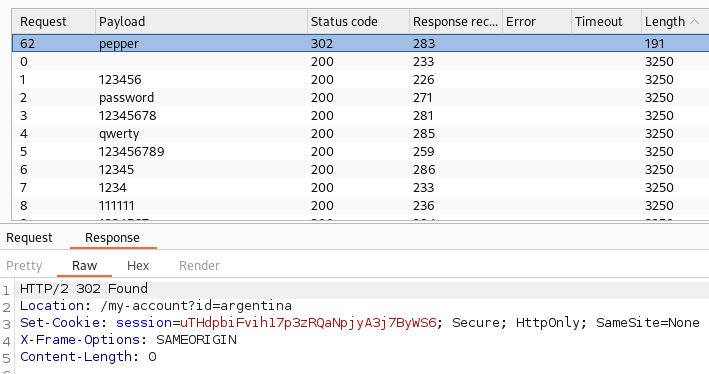 Request Payload Status code Response rec... Error Timeout Length
62 pepper 302 283 191
0 200 233 3250
1 123456 200 226 3250
2 password 200 271 3250
3 12345678 200 281 3250
4 qwerty 200 285 3250
5 123456789 200 259 3250
6 12345 200 286 3250
7 1234 200 233 3250
8 111111 200 236 3250
Request Response
Pretty Raw Hex Render
1 HTTP/2 302 Found
2 Location: /my-account?id=argentina
3 Set-Cookie: session=uTHdpbiFvih17p3zRQaNpjyA3j7ByWS6; Secure; HttpOnly; SameSite=None
4 X-Frame-Options: SAMEORIGIN
5 Content-Length: 0